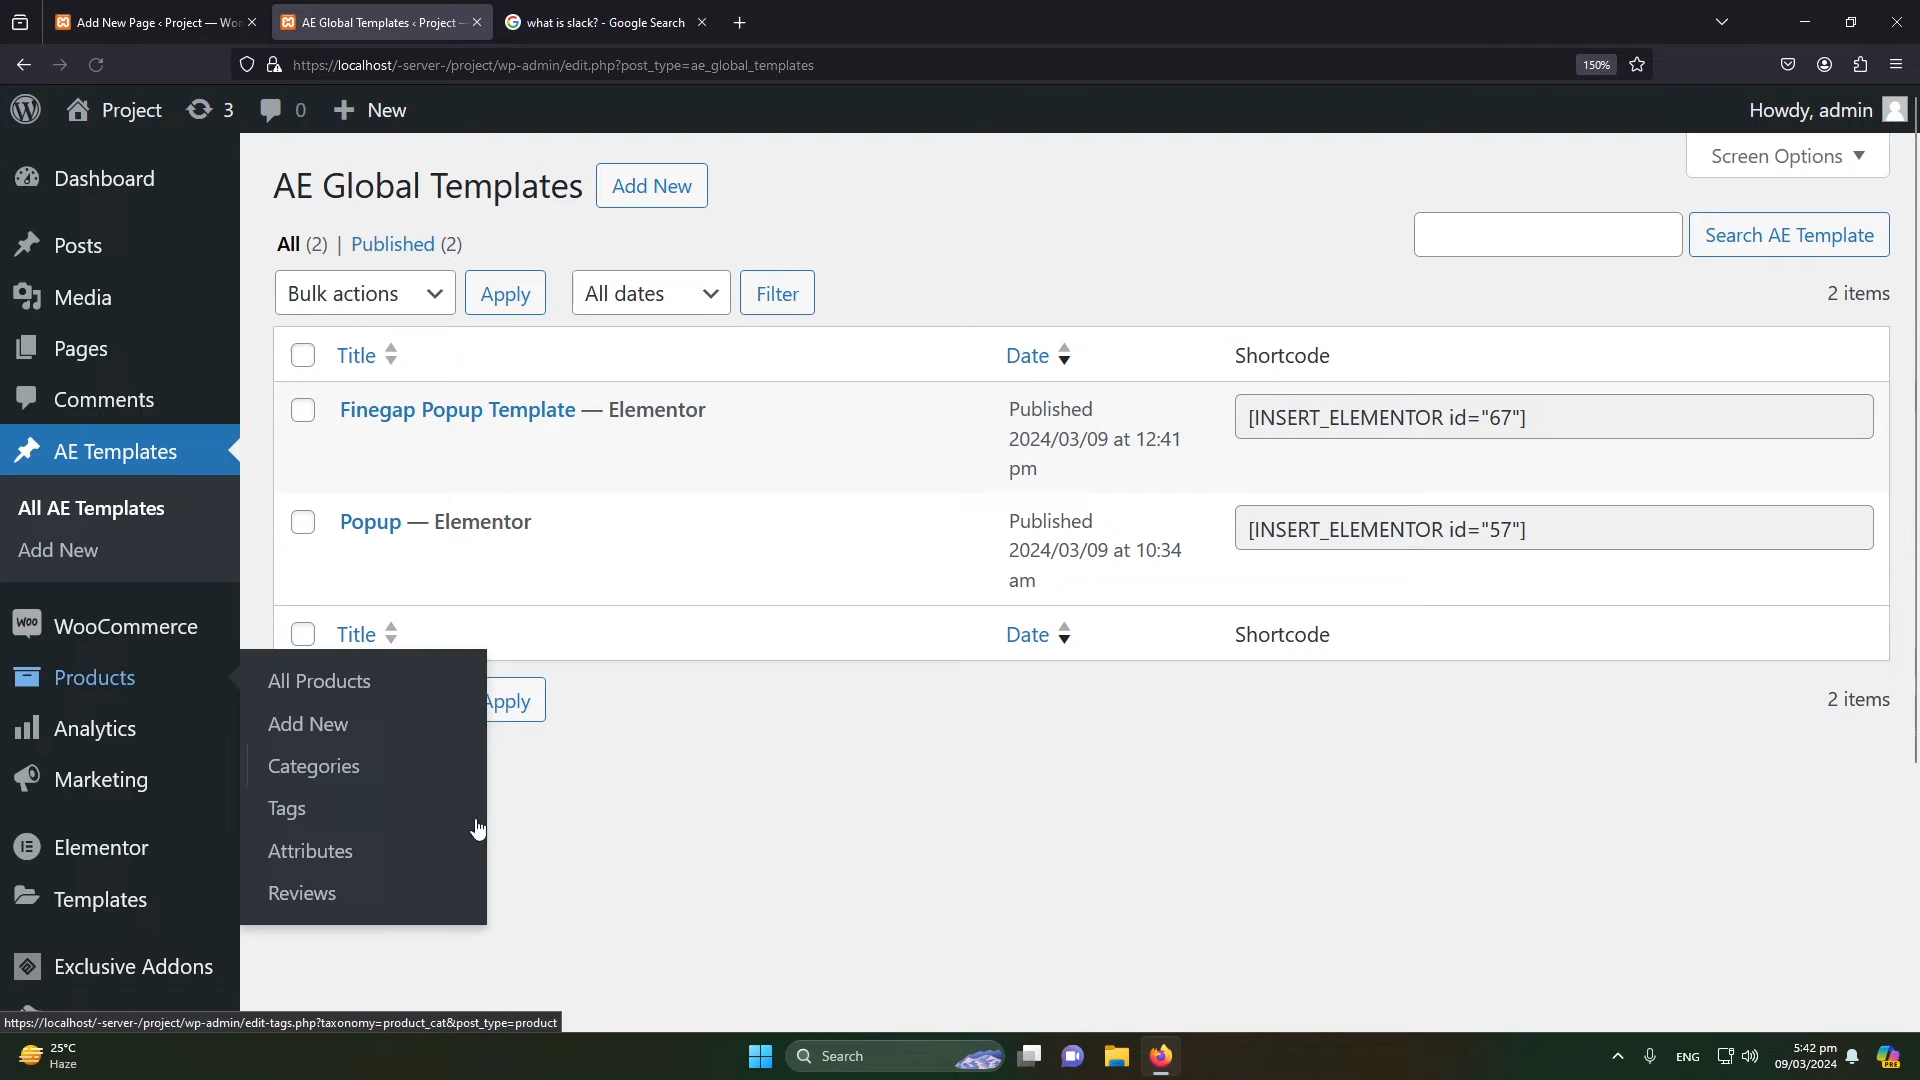 Add New Page ‹ Project — Wor
AE Global Templates ‹ Project —
what is slack? - Google Search
https://localhost/-server-/project/wp-admin/edit.php?post_type=ae_global_templates
150%
Project
3
0
New
Howdy, admin
Screen Options
Dashboard
Posts
Media
Pages
Comments
AE Templates
All AE Templates
Add New
WooCommerce
Products
Analytics
Marketing
Elementor
Templates
Exclusive Addons
All Products
Add New
Categories
Tags
Attributes
Reviews
AE Global Templates
Add New
All (2) | Published (2)
Search AE Template
Bulk actions
Apply
All dates
Filter
2 items
Title
Date
Shortcode
Finegap Popup Template — Elementor
Published
2024/03/09 at 12:41
pm
[INSERT_ELEMENTOR id="67"]
Popup — Elementor
Published
2024/03/09 at 10:34
am
[INSERT_ELEMENTOR id="57"]
Title
Date
Shortcode
Apply
2 items
https://localhost/-server-/project/wp-admin/edit-tags.php?taxonomy=product_cat&post_type=product
25°C
Haze
Search
ENG
5:42 pm
09/03/2024
PRE